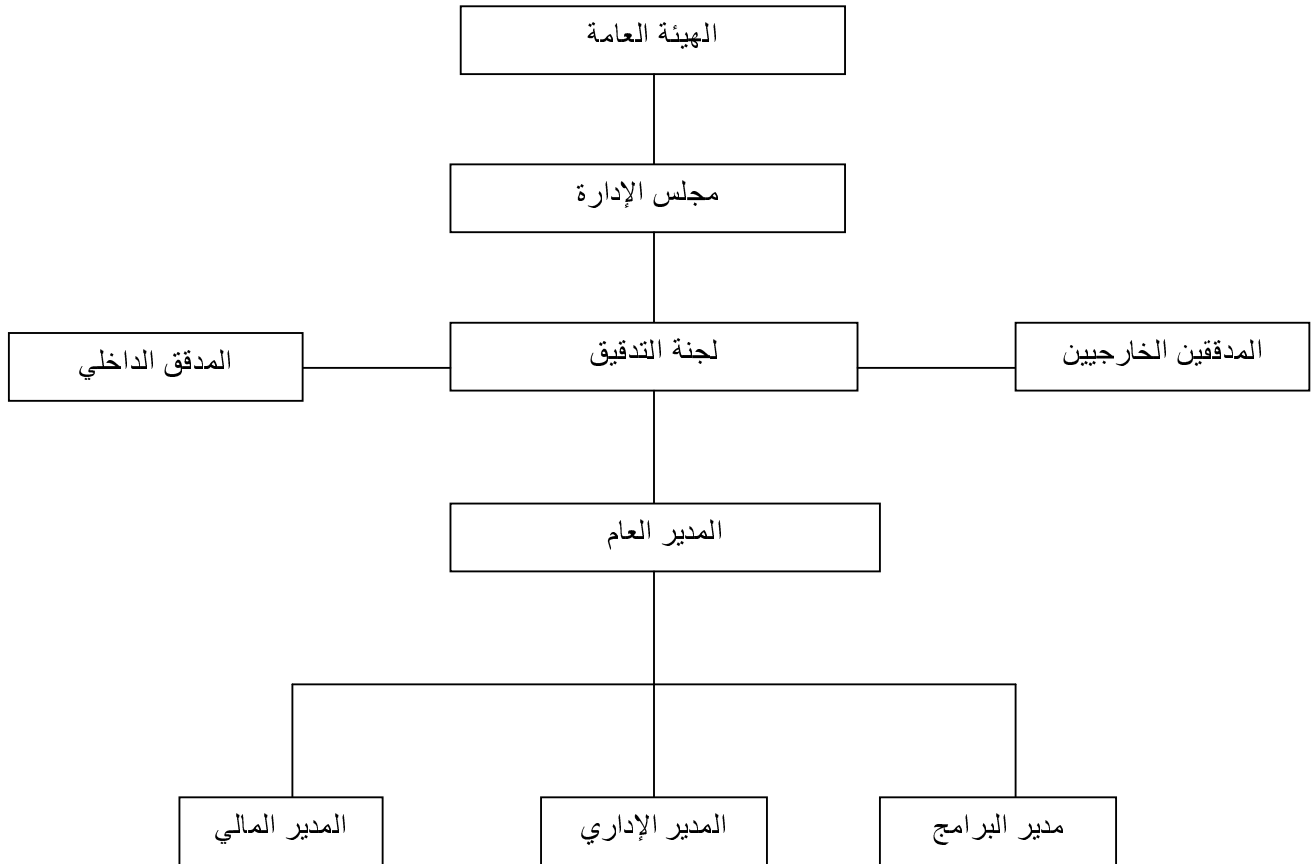 الهيئة العامة
مجلس الإدارة
المدققين الخارجيين
لجنة التدقيق
المدقق الداخلي
المدير العام
مدير البرامج
المدير الإداري
المدير المالي